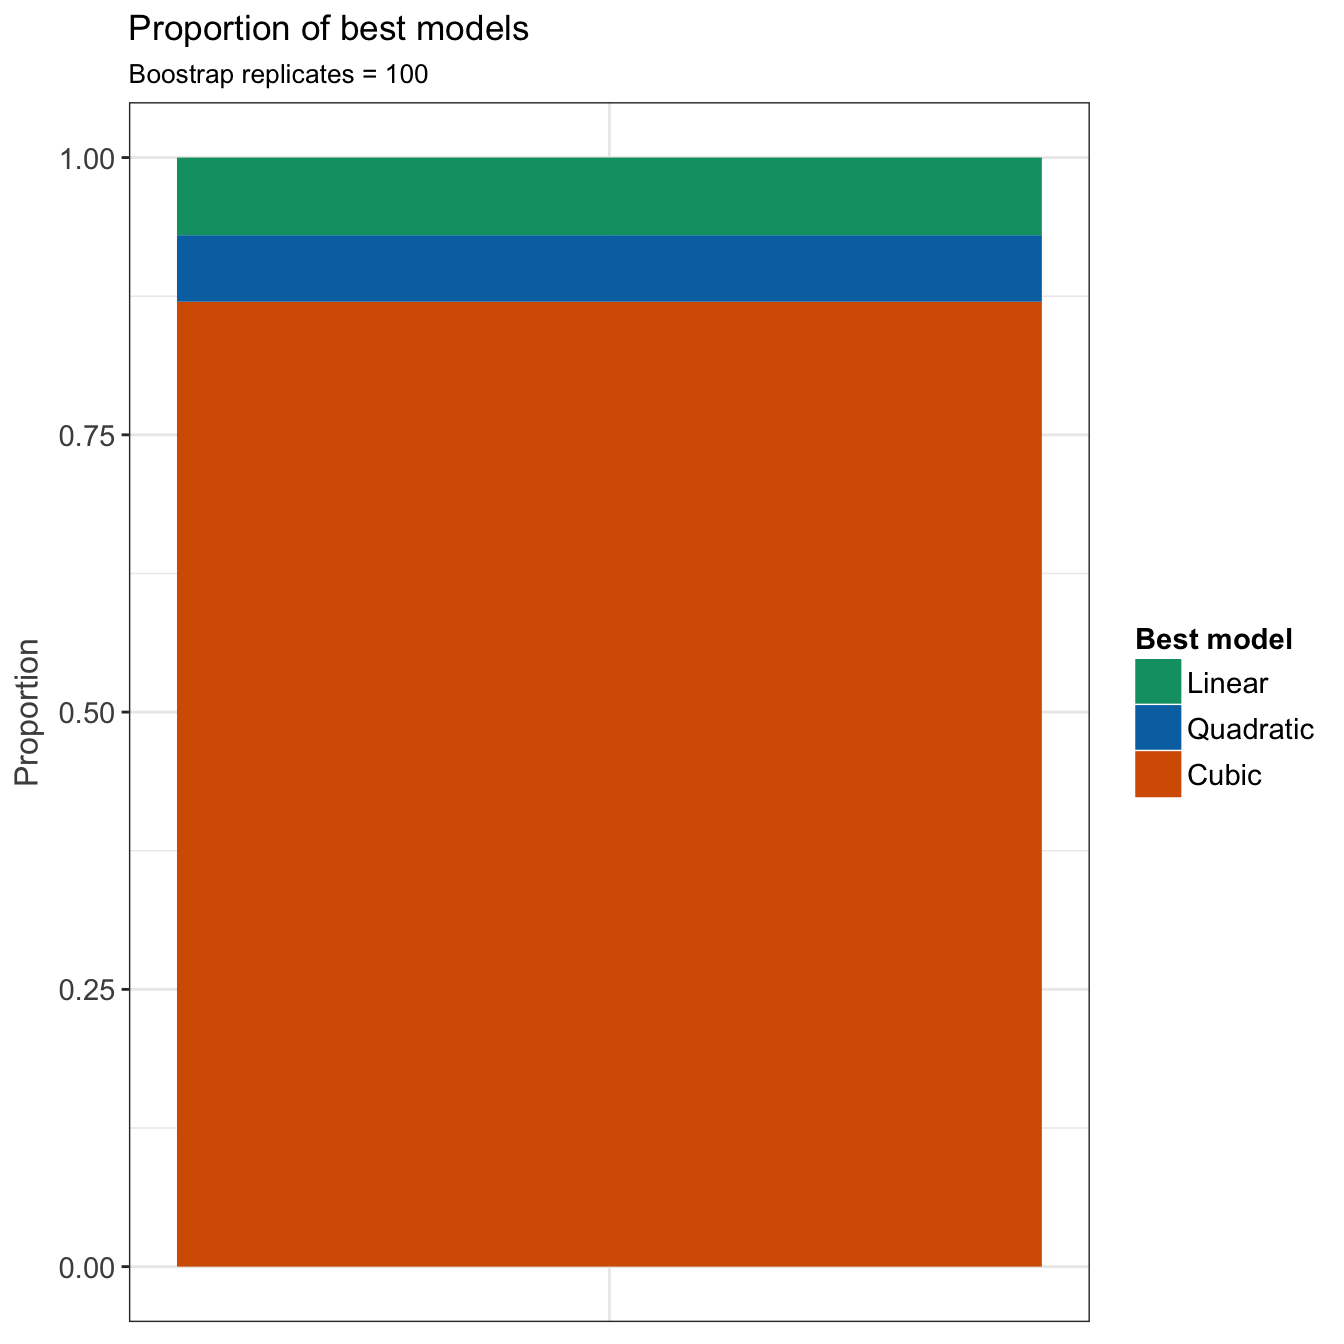 Proportion of best models
Boostrap replicates = 100
1.00
0.75
0.50
0.25
0.00
Proportion
Best model
Linear
Quadratic
Cubic